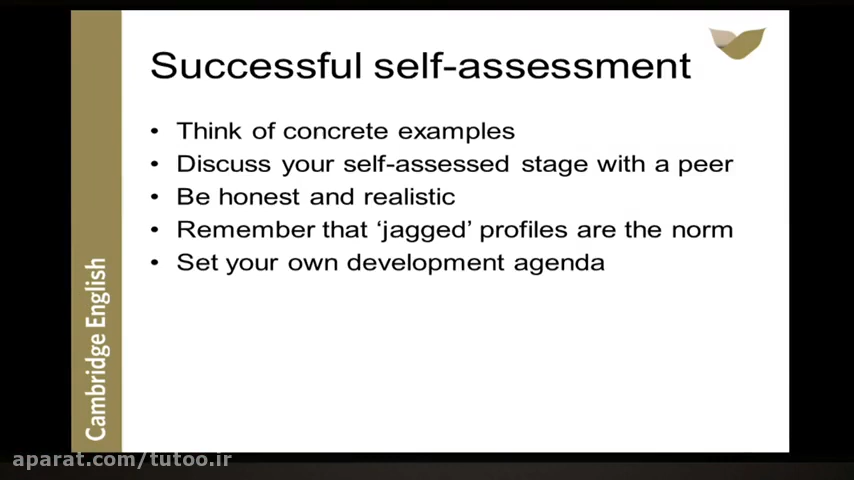 Successful self-assessment
• Think of concrete examples
• Discuss your self-assessed stage with a peer
• Be honest and realistic
• Remember that ‘jagged’ profiles are the norm
• Set your own development agenda
Cambridge English
aparat.com/tutoo.ir